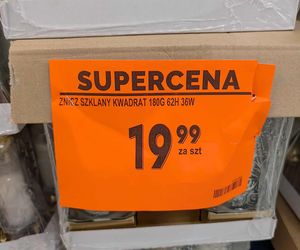 SUPERCENA
ZNICZ SZKLANY KWADRAT 180G 62H 36W
19 99
za szt